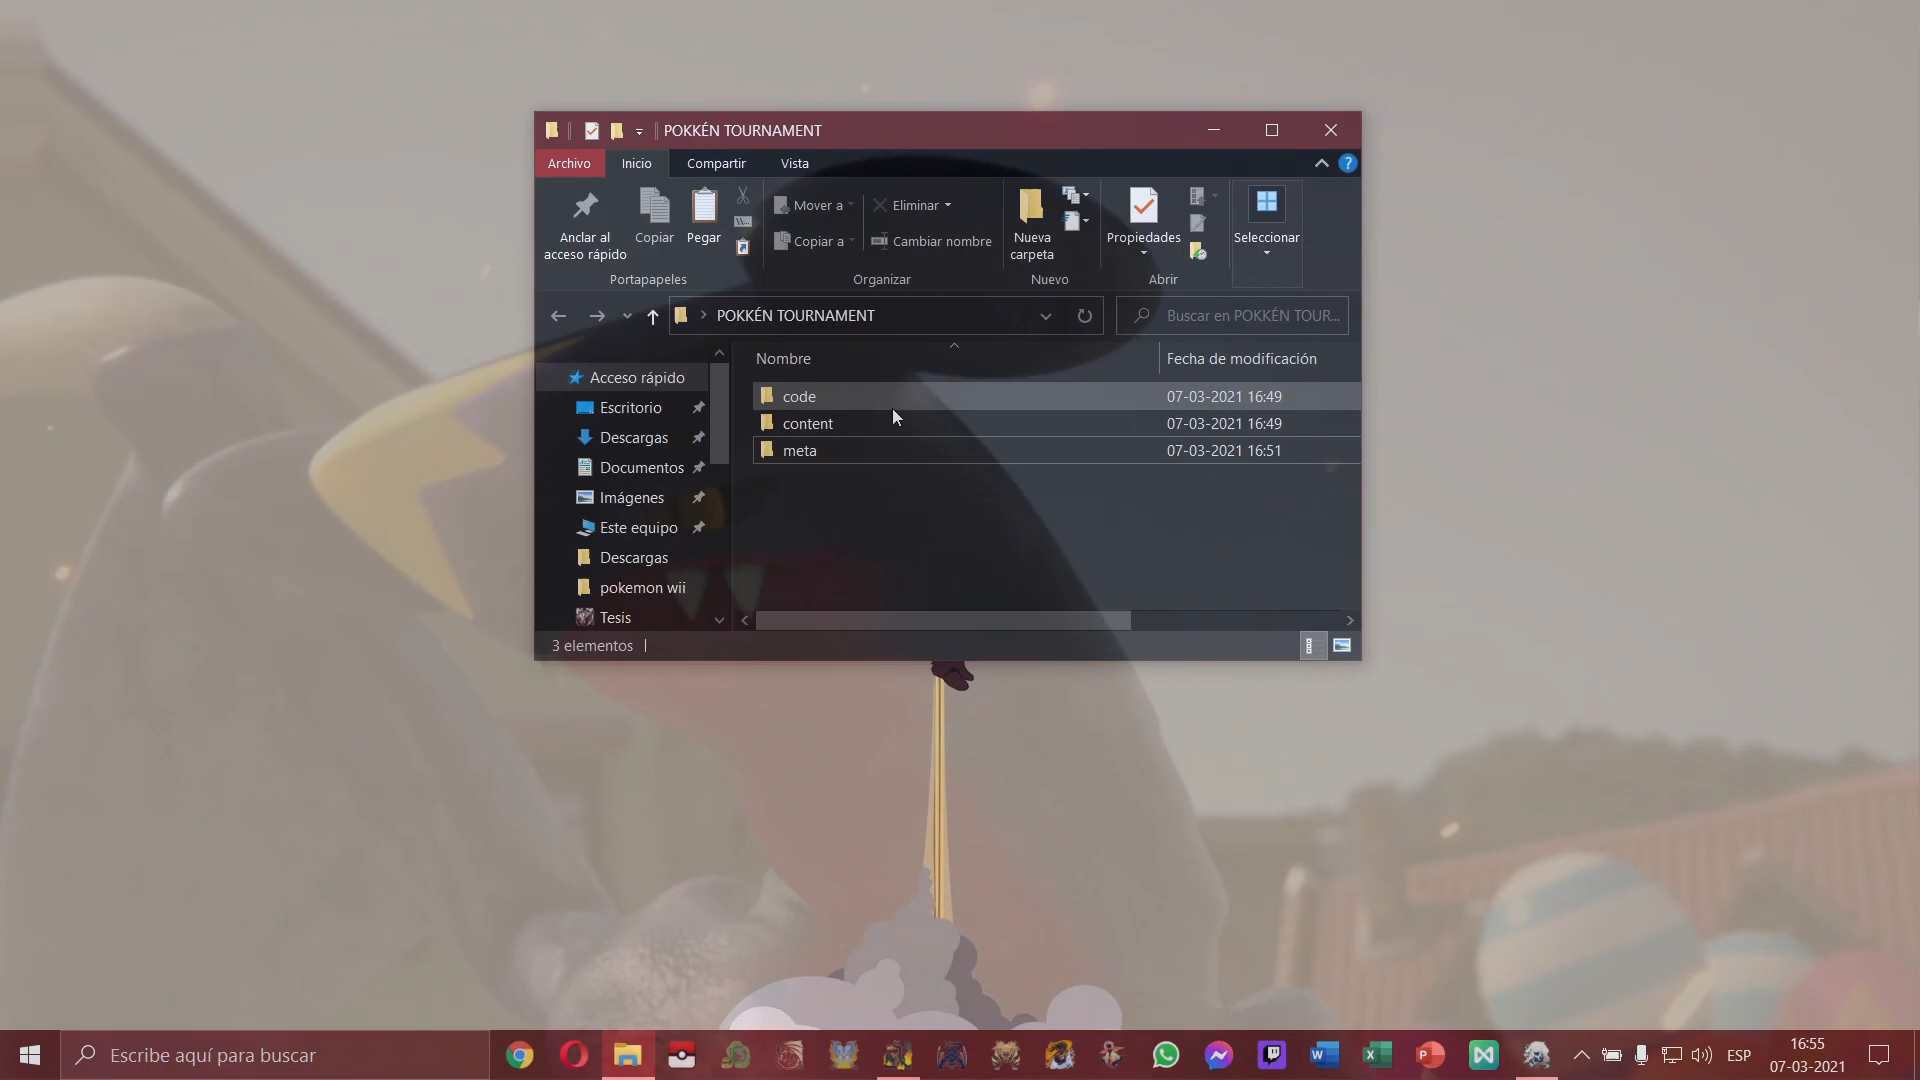 POKKÉN TOURNAMENT
Archivo Inicio Compartir Vista
Anclar al
acceso rápido
Copiar
Pegar
Portapapeles
Mover a
Copiar a
Eliminar
Cambiar nombre
Organizar
Nueva
carpeta
Nuevo
Propiedades
Abrir
Seleccionar
POKKÉN TOURNAMENT
Buscar en POKKÉN TOUR...
Nombre Fecha de modificación
code 07-03-2021 16:49
content 07-03-2021 16:49
meta 07-03-2021 16:51
Acceso rápido
Escritorio
Descargas
Documentos
Imágenes
Este equipo
Descargas
pokemon wii
Tesis
3 elementos
Escribe aquí para buscar
ESP
16:55
07-03-2021